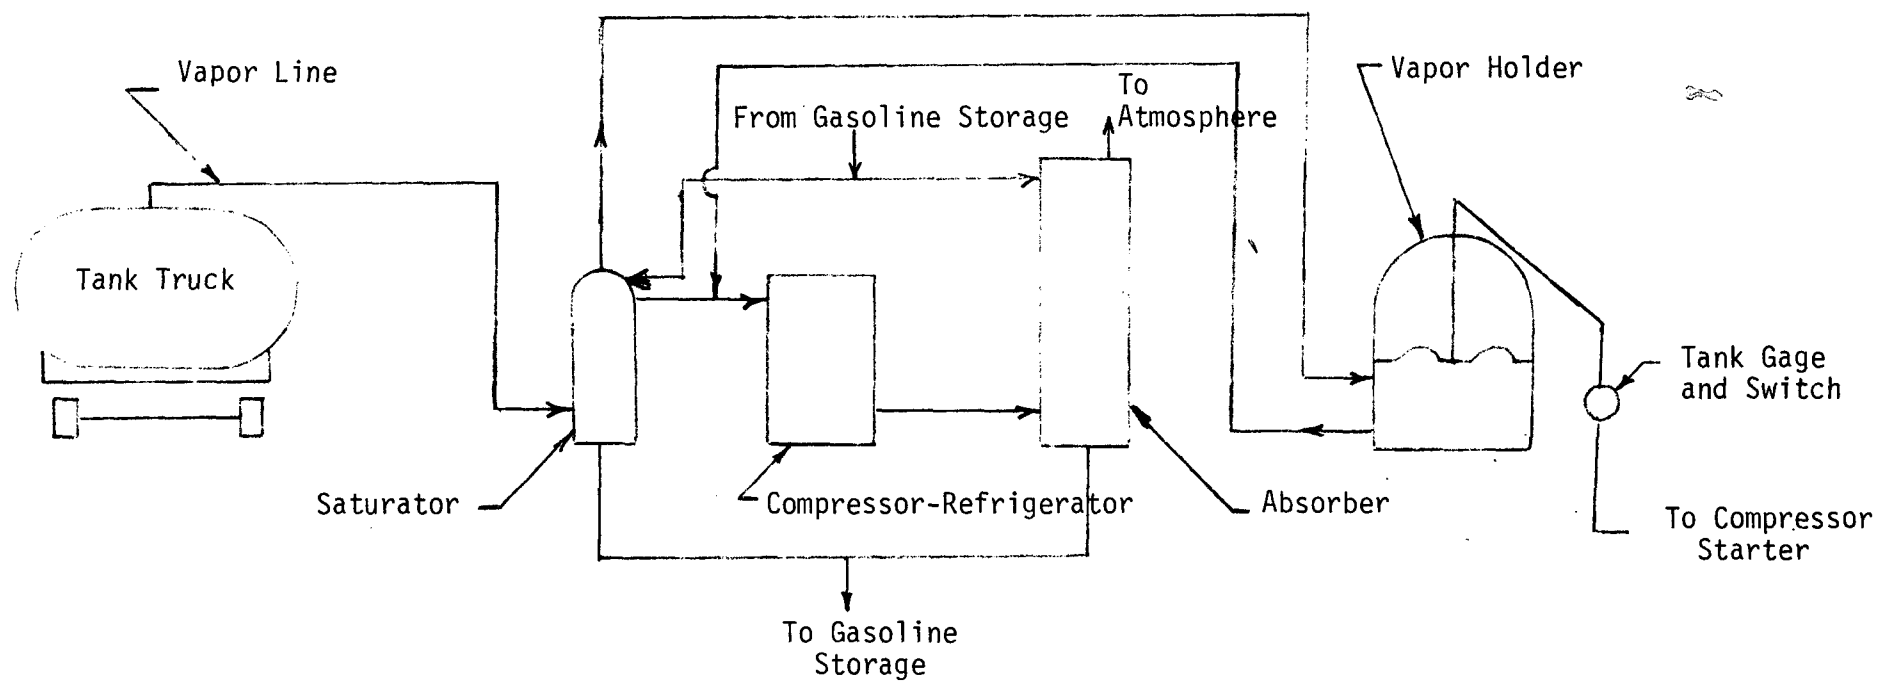 Vapor Line
Vapor Holder
To
Atmosphere
From Gasoline Storage
Tank Truck
Tank Gage
and Switch
Saturator
Compressor-Refrigerator
Absorber
To Compressor
Starter
To Gasoline
Storage